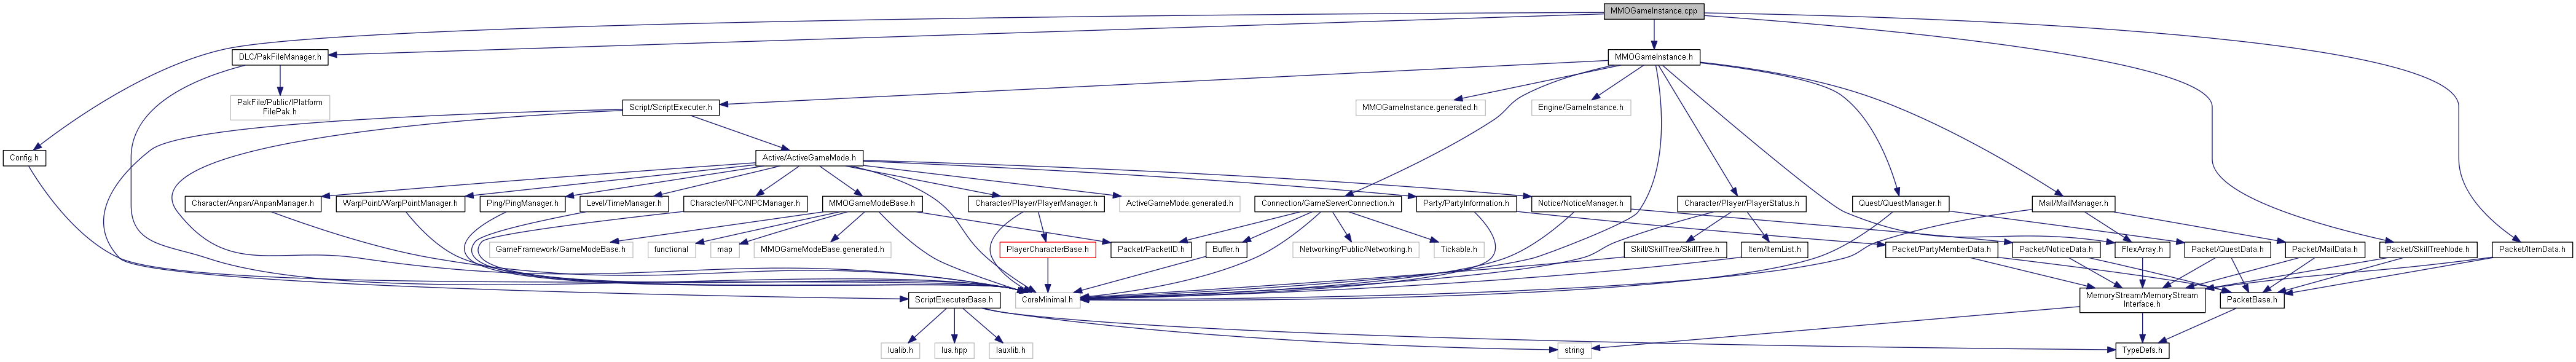 MMOGameInstance.cpp
DLC/PakFileManager.h
MMOGameInstance.h
PakFile/Public/IPlatform
FilePak.h
Script/ScriptExecuter.h
MMOGameInstance.generated.h
Engine/GameInstance.h
Config.h
Active/ActiveGameMode.h
Character/Anpan/AnpanManager.h
WarpPoint/WarpPointManager.h
Ping/PingManager.h
Level/TimeManager.h
Character/NPC/NPCManager.h
MMOGameModeBase.h
Character/Player/PlayerManager.h
ActiveGameMode.generated.h
Connection/GameServerConnection.h
Party/PartyInformation.h
Notice/NoticeManager.h
Character/Player/PlayerStatus.h
Quest/QuestManager.h
Mail/MailManager.h
GameFramework/GameModeBase.h
functional
map
MMOGameModeBase.generated.h
PlayerCharacterBase.h
Packet/PacketID.h
Buffer.h
Networking/Public/Networking.h
Tickable.h
Skill/SkillTree/SkillTree.h
Item/ItemList.h
Packet/PartyMemberData.h
Packet/NoticeData.h
FlexArray.h
Packet/QuestData.h
Packet/MailData.h
Packet/SkillTreeNode.h
Packet/ItemData.h
ScriptExecuterBase.h
CoreMinimal.h
MemoryStream/MemoryStream
Interface.h
PacketBase.h
lualib.h
lua.hpp
lauxlib.h
string
TypeDefs.h